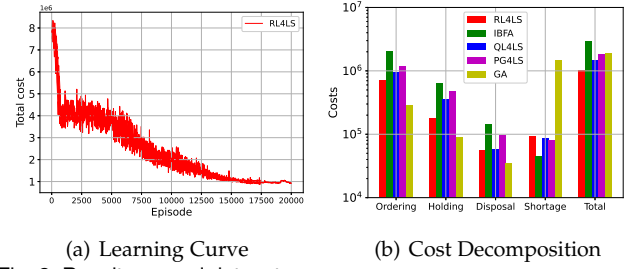 1e6
RL4LS
8
7
6
5
4
3
2
1
Total cost
0 2500 5000 7500 10000 12500 15000 17500 20000
Episode
(a) Learning Curve
10^7
10^6
10^5
10^4
Costs
RL4LS
IBFA
QL4LS
PG4LS
GA
Ordering Holding Disposal Shortage Total
(b) Cost Decomposition